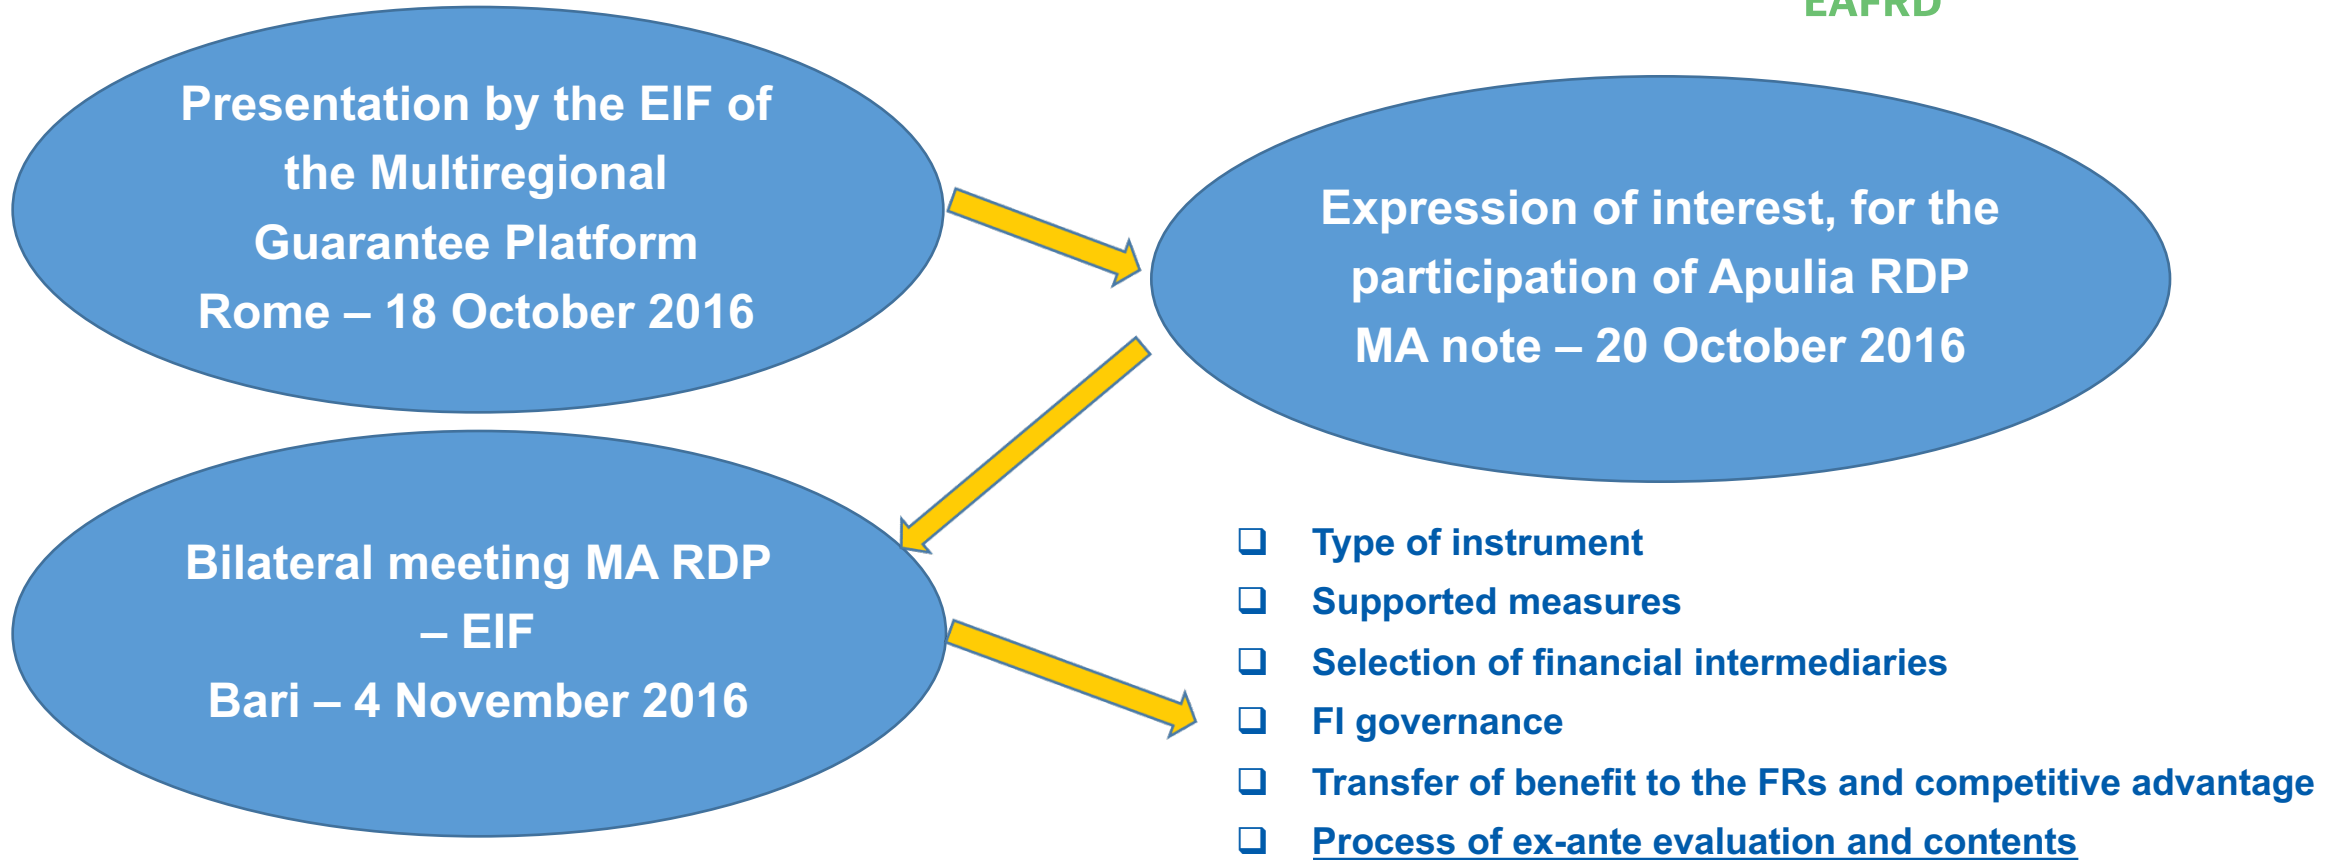 EAFRD
Presentation by the EIF of
the Multiregional
Guarantee Platform
Rome – 18 October 2016
Expression of interest, for the
participation of Apulia RDP
MA note – 20 October 2016
Bilateral meeting MA RDP
– EIF
Bari – 4 November 2016
❑ Type of instrument
❑ Supported measures
❑ Selection of financial intermediaries
❑ FI governance
❑ Transfer of benefit to the FRs and competitive advantage
❑ Process of ex-ante evaluation and contents